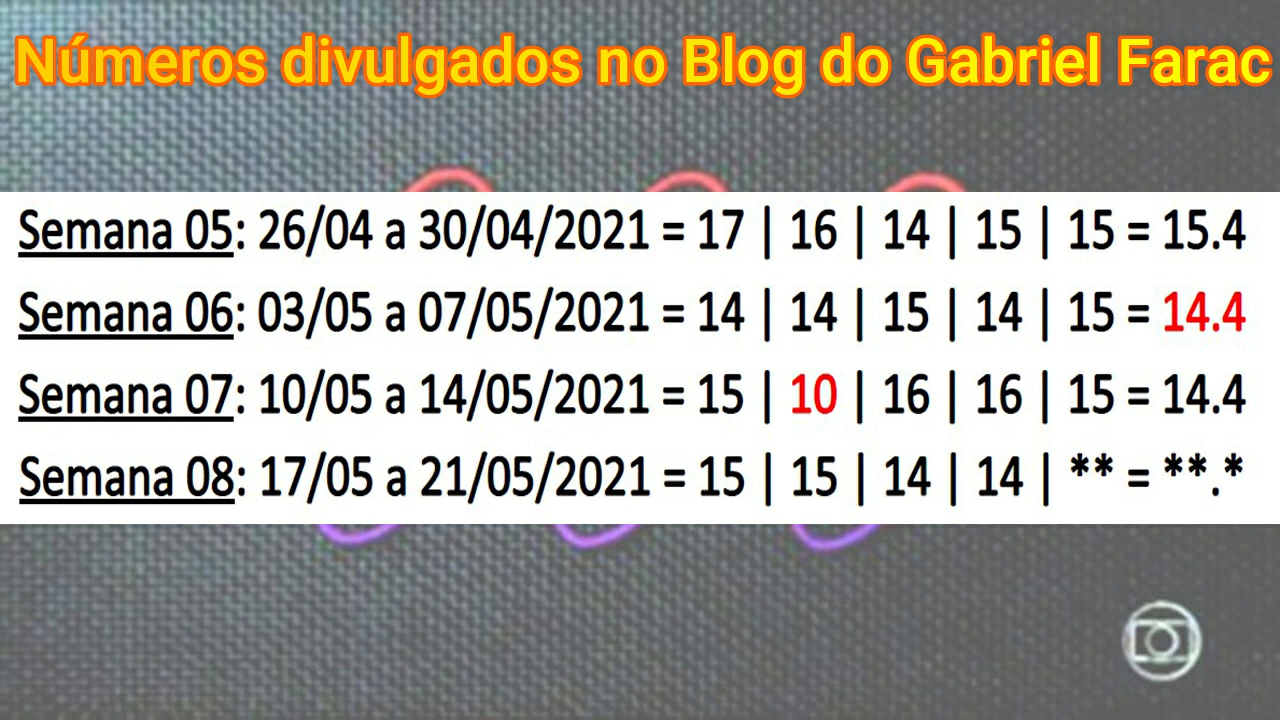 Números divulgados no Blog do Gabriel Farac
Semana 05: 26/04 a 30/04/2021 = 17 | 16 | 14 | 15 | 15 = 15.4
Semana 06: 03/05 a 07/05/2021 = 14 | 14 | 15 | 14 | 15 = 14.4
Semana 07: 10/05 a 14/05/2021 = 15 | 10 | 16 | 16 | 15 = 14.4
Semana 08: 17/05 a 21/05/2021 = 15 | 15 | 14 | 14 | ** = **.*